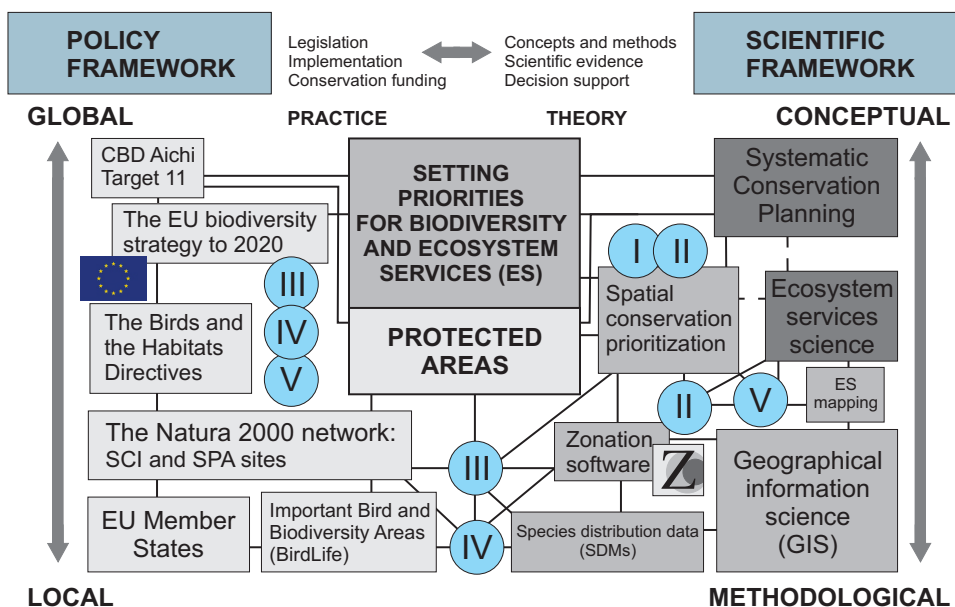 POLICY
FRAMEWORK
Legislation
Implementation
Conservation funding
Concepts and methods
Scientific evidence
Decision support
SCIENTIFIC
FRAMEWORK
GLOBAL
PRACTICE
THEORY
CONCEPTUAL
CBD Aichi
Target 11
The EU biodiversity
strategy to 2020
III
IV
V
The Birds and
the Habitats
Directives
The Natura 2000 network:
SCI and SPA sites
EU Member
States
Important Bird and
Biodiversity Areas
(BirdLife)
SETTING
PRIORITIES
FOR BIODIVERSITY
AND ECOSYSTEM
SERVICES (ES)
PROTECTED
AREAS
III
IV
Systematic
Conservation
Planning
I
II
Spatial
conservation
prioritization
Ecosystem
services
science
II
V
ES
mapping
Zonation
software
Z
Geographical
information
science
(GIS)
Species distribution data
(SDMs)
LOCAL
METHODOLOGICAL